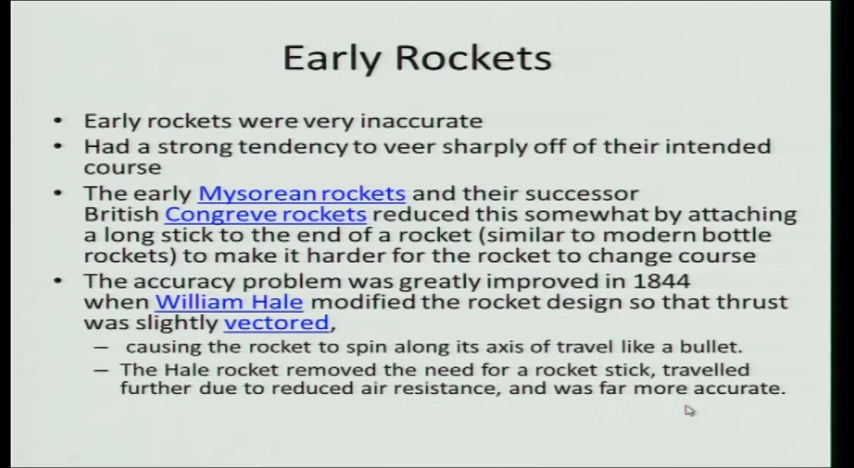 Early Rockets
• Early rockets were very inaccurate
• Had a strong tendency to veer sharply off of their intended
course
• The early Mysorean rockets and their successor
British Congreve rockets reduced this somewhat by attaching
a long stick to the end of a rocket (similar to modern bottle
rockets) to make it harder for the rocket to change course
• The accuracy problem was greatly improved in 1844
when William Hale modified the rocket design so that thrust
was slightly vectored,
– causing the rocket to spin along its axis of travel like a bullet.
– The Hale rocket removed the need for a rocket stick, travelled
further due to reduced air resistance, and was far more accurate.